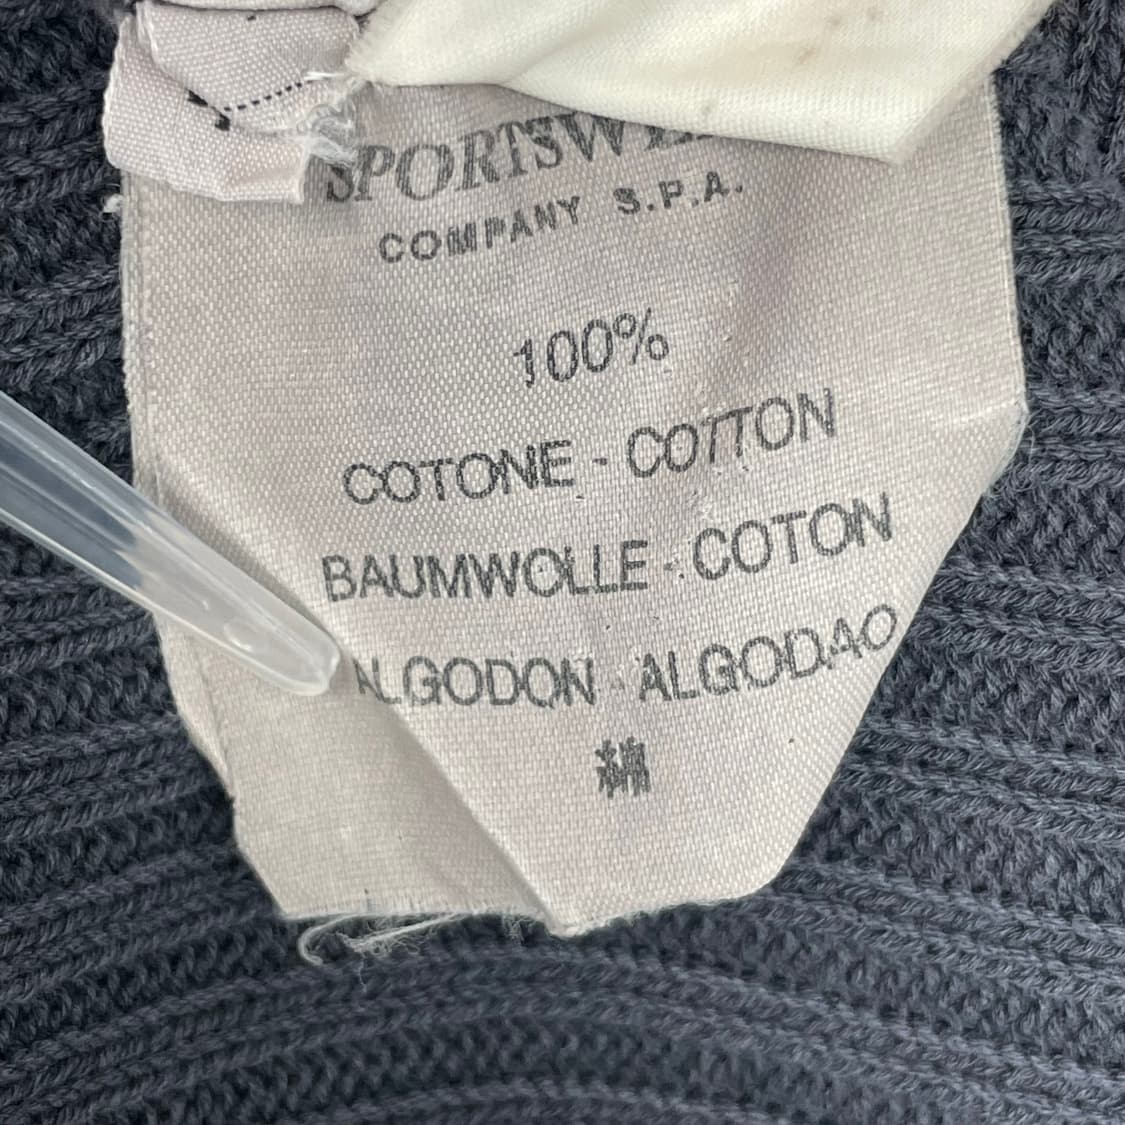 COMPANY S.P.A.
100%
COTONE - COTTON
BAUMWOLLE - COTON
ALGODON - ALGODAO
綿